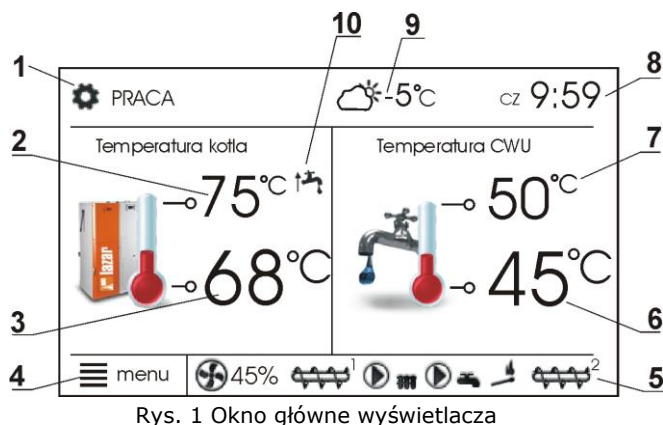 10 9
1 8
PRACA -5°C CZ 9:59
2 Temperatura kotła Temperatura CWU 7
75°C 50°C
lazar
68°C 45°C
3 6
4 menu 45% 1 2 5
Rys. 1 Okno główne wyświetlacza